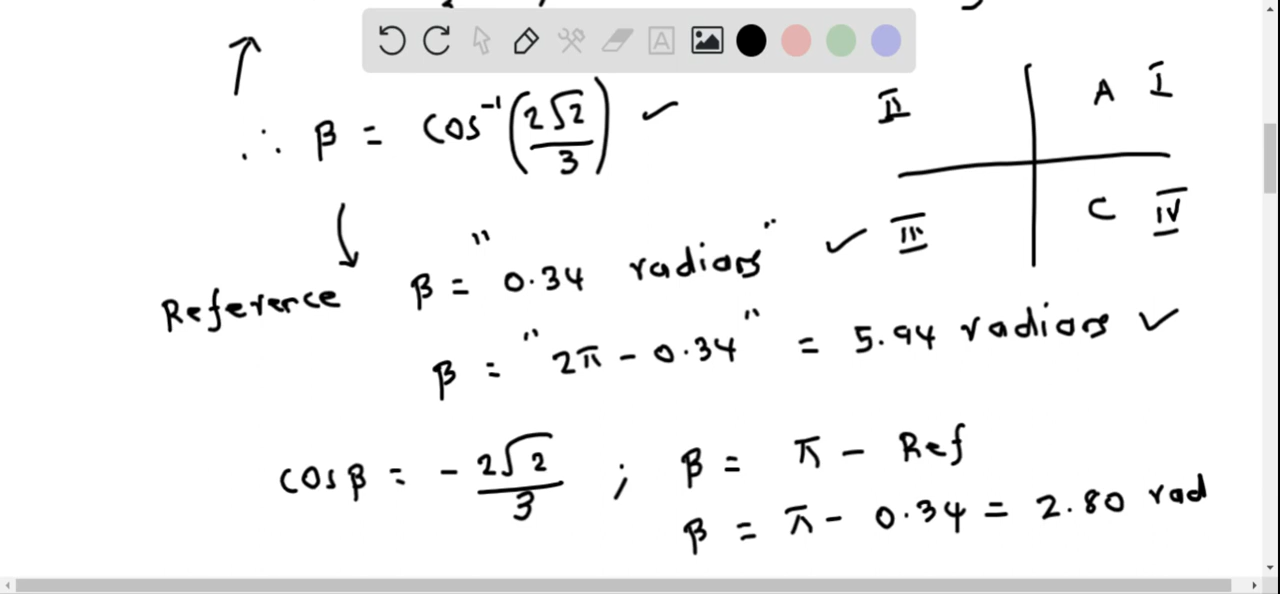 A
II A I
∴ β = cos⁻¹(2√2/3) ✓
C IV
III
Reference β = "0.34 radians" ✓
β = "2π - 0.34" = 5.94 radians ✓
cosβ = - 2√2/3 ; β = π - Ref
β = π - 0.34 = 2.80 rad